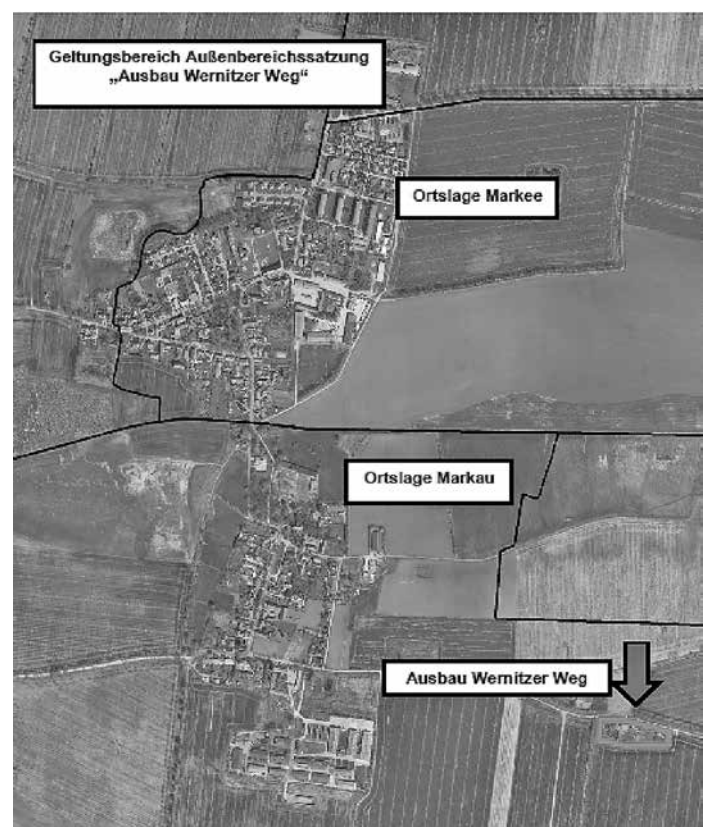 Geltungsbereich Außenbereichssatzung
„Ausbau Wernitzer Weg“
Ortslage Markee
Ortslage Markau
Ausbau Wernitzer Weg